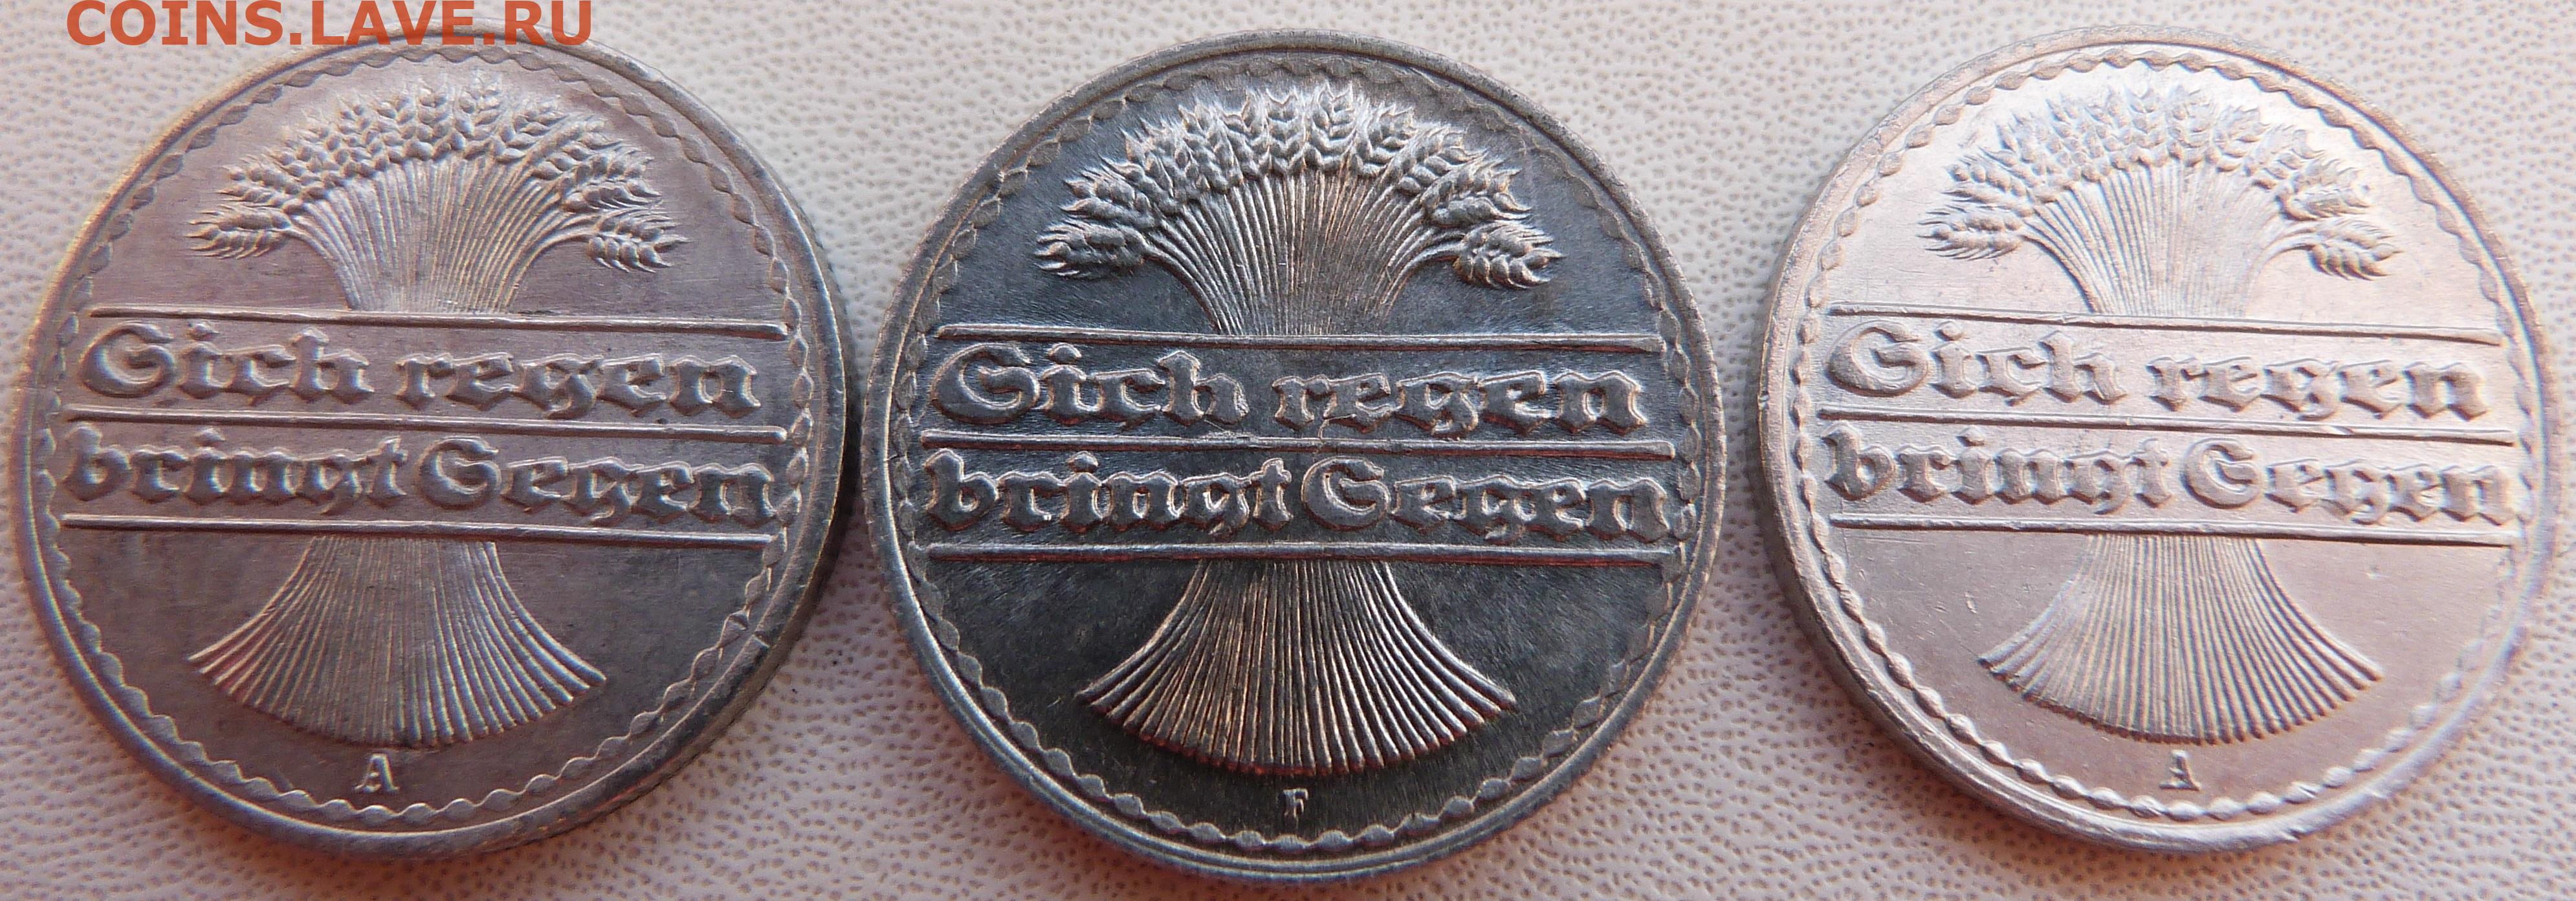 COINS.LAVE.RU
Sich regen
bringt Segen
A
Sich regen
bringt Segen
F
Sich regen
bringt Segen
A